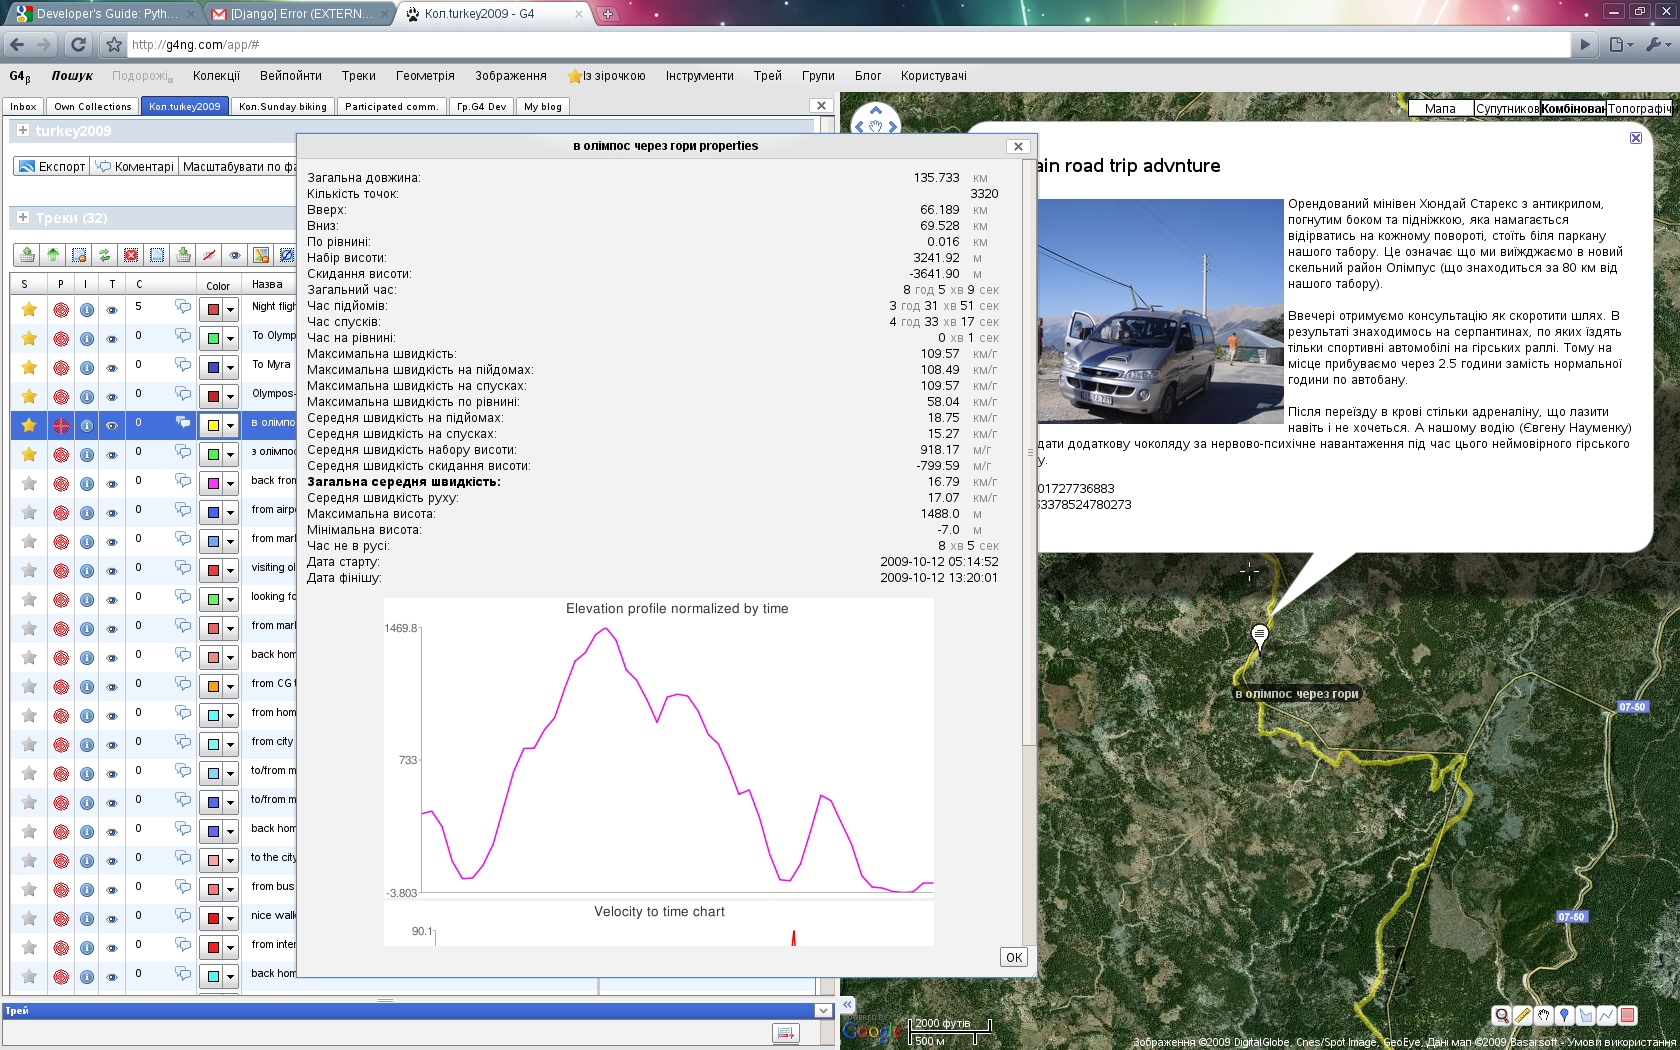 Developer's Guide: Pyth...
[Django] Error (EXTERN...
Кол.turkey2009 - G4
http://g4ng.com/app/#
G4β Пошук Подорожіα Колекції Вейпойнти Треки Геометрія Зображення Із зірочкою Інструменти Трей Групи Блог Користувачі
Inbox Own Collections Кол.turkey2009 Кол.Sunday biking Participated comm. Гр.G4 Dev My blog
turkey2009
Експорт Коментарі Масштабувати по фа
Треки (32)
S P I T C Color Назва
5 Night fligh
0 To Olymp
0 To Myra
0 Olympos-
0 в олімпо
0 з олімпос
0 back from
0 from airpo
0 from mark
0 visiting ol
0 looking fo
0 from mark
0 back hom
0 from CG t
0 from hom
0 from city
0 to/from m
0 to/from m
0 back hom
0 to the city
0 from bus
0 nice walk
0 from inter
0 back hom
Трей
в олімпос через гори properties
Загальна довжина: 135.733 км
Кількість точок: 3320
Вверх: 66.189 км
Вниз: 69.528 км
По рівнині: 0.016 км
Набір висоти: 3241.92 м
Скидання висоти: -3641.90 м
Загальний час: 8 год 5 хв 9 сек
Час підйомів: 3 год 31 хв 51 сек
Час спусків: 4 год 33 хв 17 сек
Час на рівнині: 0 хв 1 сек
Максимальна швидкість: 109.57 км/г
Максимальна швидкість на пійдомах: 108.49 км/г
Максимальна швидкість на спусках: 109.57 км/г
Максимальна швидкість по рівнині: 58.04 км/г
Середня швидкість на підйомах: 18.75 км/г
Середня швидкість на спусках: 15.27 км/г
Середня швидкість набору висоти: 918.17 м/г
Середня швидкість скидання висоти: -799.59 м/г
Загальна середня швидкість: 16.79 км/г
Середня швидкість руху: 17.07 км/г
Максимальна висота: 1488.0 м
Мінімальна висота: -7.0 м
Час не в русі: 8 хв 5 сек
Дата старту: 2009-10-12 05:14:52
Дата фінішу: 2009-10-12 13:20:01
Elevation profile normalized by time
1469.8
733
-3.803
Velocity to time chart
90.1
OK
Мапа Супутников Комбінован Топографіч
ain road trip advnture
Орендований мінівен Хюндай Старекс з антикрилом,
погнутим боком та підніжкою, яка намагається
відірватись на кожному повороті, стоїть біля паркану
нашого табору. Це означає що ми виїжджаємо в новий
скельний район Олімпус (що знаходиться за 80 км від
нашого табору).
Ввечері отримуємо консультацію як скоротити шлях. В
результаті знаходимось на серпантинах, по яких їздять
тільки спортивні автомобілі на гірських раллі. Тому на
місце прибуваємо через 2.5 години замість нормальної
години по автобану.
Після переїзду в крові стільки адреналіну, що лазити
навіть і не хочеться. А нашому водію (Євгену Науменку)
дати додаткову чоколяду за нервово-психічне навантаження під час цього неймовірного гірського
у.
01727736883
63378524780273
в олімпос через гори
07-50
07-50
POWERED BY
Google
2000 футів
500 м
Зображення ©2009 DigitalGlobe, Cnes/Spot Image, GeoEye, Дані мап ©2009 Basarsoft - Умови використання